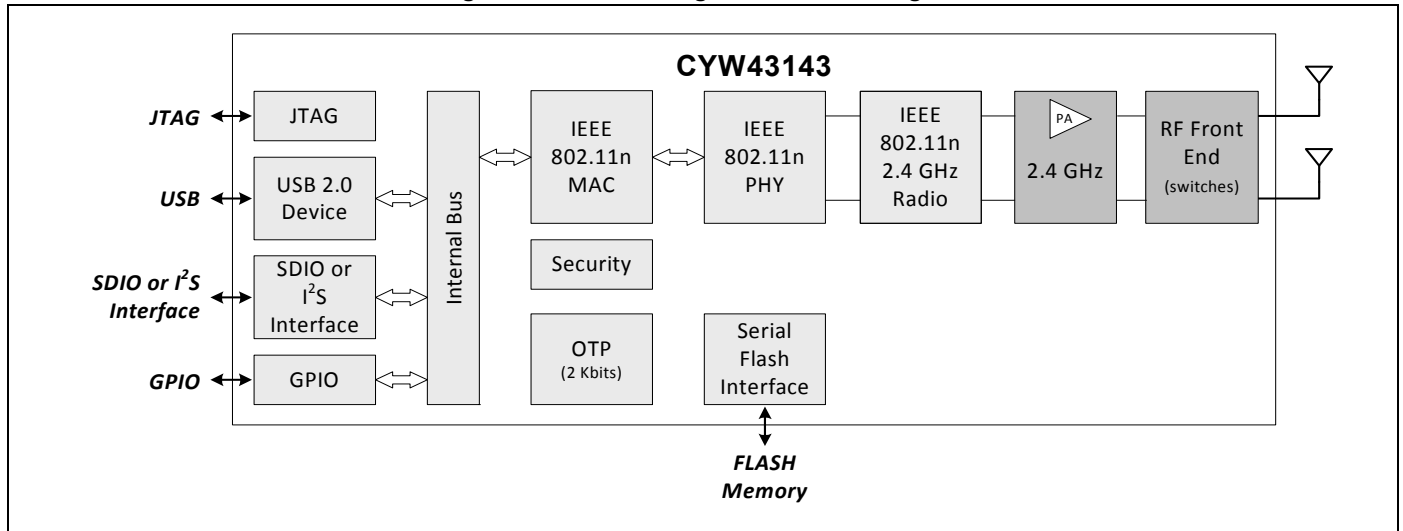 CYW43143
JTAG
JTAG
USB
USB 2.0
Device
SDIO or I²S
Interface
SDIO or
I²S
Interface
GPIO
GPIO
Internal Bus
IEEE
802.11n
MAC
IEEE
802.11n
PHY
IEEE
802.11n
2.4 GHz
Radio
PA
2.4 GHz
RF Front
End
(switches)
Security
OTP
(2 Kbits)
Serial
Flash
Interface
FLASH
Memory